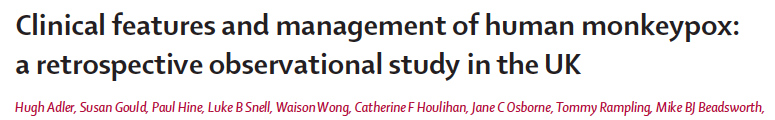 Clinical features and management of human monkeypox:
a retrospective observational study in the UK
Hugh Adler, Susan Gould, Paul Hine, Luke B Snell, Waison Wong, Catherine F Houlihan, Jane C Osborne, Tommy Rampling, Mike BJ Beadsworth,